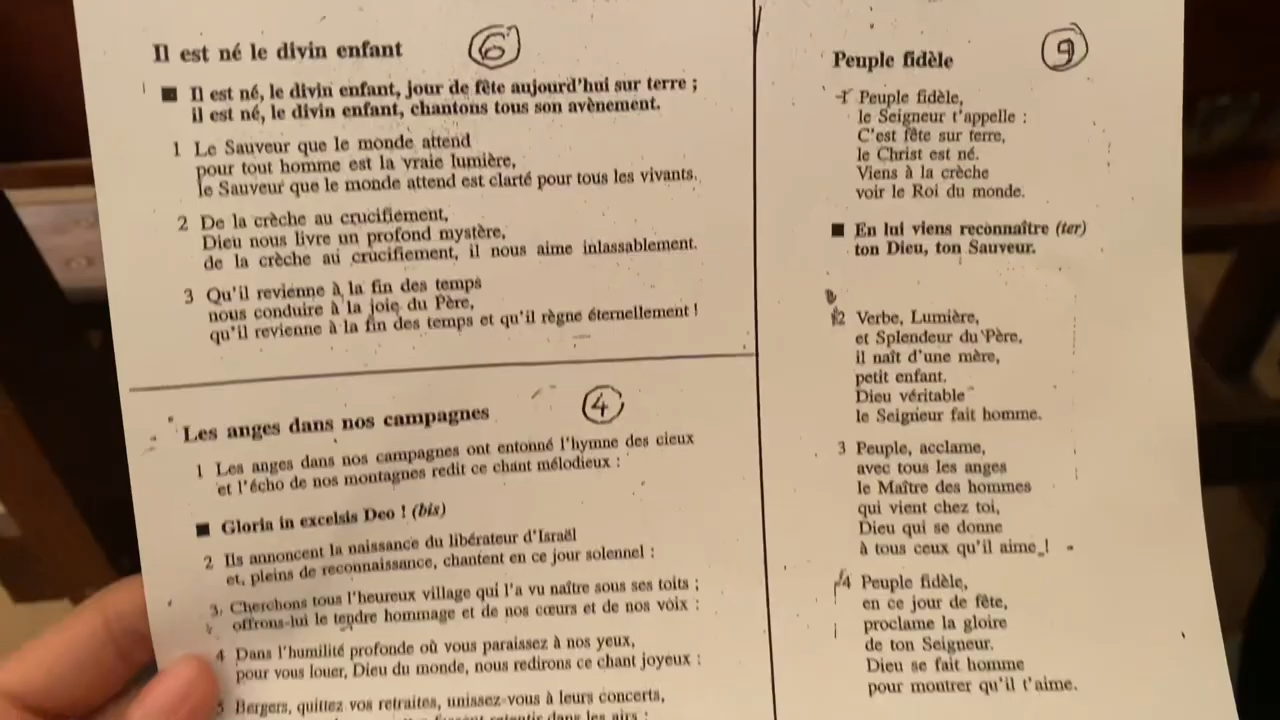 Il est né le divin enfant 6
■ Il est né, le divin enfant, jour de fête aujourd'hui sur terre ;
il est né, le divin enfant, chantons tous son avènement.
1 Le Sauveur que le monde attend
pour tout homme est la vraie lumière,
le Sauveur que le monde attend est clarté pour tous les vivants.
2 De la crèche au crucifiement,
Dieu nous livre un profond mystère,
de la crèche au crucifiement, il nous aime inlassablement.
3 Qu'il revienne à la fin des temps
nous conduire à la joie du Père,
qu'il revienne à la fin des temps et qu'il règne éternellement !
Les anges dans nos campagnes 4
1 Les anges dans nos campagnes ont entonné l'hymne des cieux
et l'écho de nos montagnes redit ce chant mélodieux :
■ Gloria in excelsis Deo ! (bis)
2 Ils annoncent la naissance du libérateur d'Israël
et, pleins de reconnaissance, chantent en ce jour solennel :
3. Cherchons tous l'heureux village qui l'a vu naître sous ses toits ;
offrons-lui le tendre hommage et de nos cœurs et de nos voix :
4 Dans l'humilité profonde où vous paraissez à nos yeux,
pour vous louer, Dieu du monde, nous redirons ce chant joyeux :
5 Bergers, quittez vos retraites, unissez-vous à leurs concerts,
retentir dans les airs :
Peuple fidèle 9
1 Peuple fidèle,
le Seigneur t'appelle :
C'est fête sur terre,
le Christ est né.
Viens à la crèche
voir le Roi du monde.
■ En lui viens reconnaître (ter)
ton Dieu, ton Sauveur.
2 Verbe, Lumière,
et Splendeur du Père,
il naît d'une mère,
petit enfant.
Dieu véritable
le Seigneur fait homme.
3 Peuple, acclame,
avec tous les anges
le Maître des hommes
qui vient chez toi,
Dieu qui se donne
à tous ceux qu'il aime !
4 Peuple fidèle,
en ce jour de fête,
proclame la gloire
de ton Seigneur.
Dieu se fait homme
pour montrer qu'il t'aime.